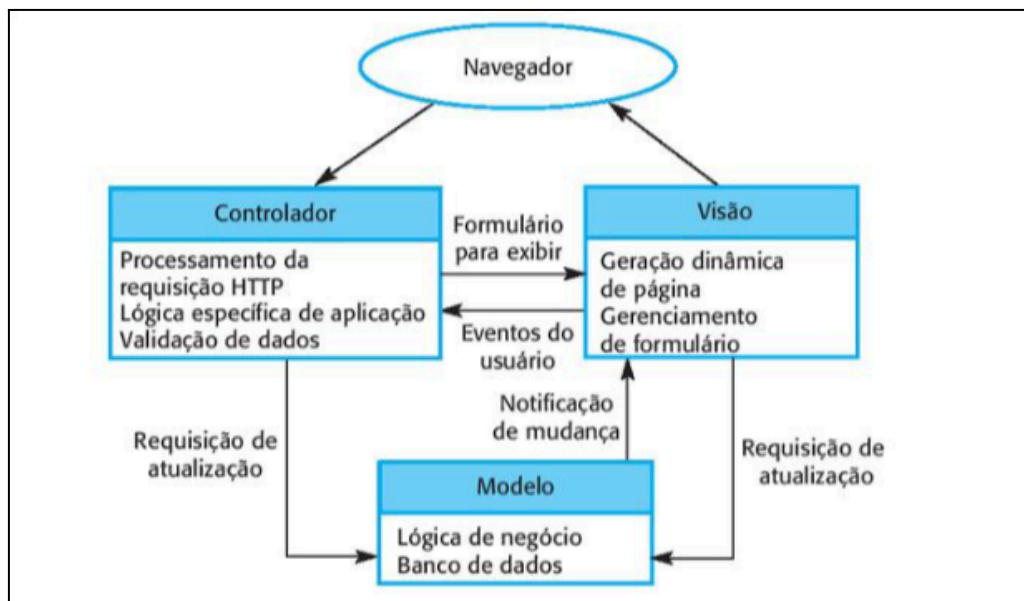 Navegador
Controlador
Processamento da
requisição HTTP
Lógica específica de aplicação
Validação de dados
Formulário
para exibir
Eventos do
usuário
Visão
Geração dinâmica
de página
Gerenciamento
de formulário
Requisição de
atualização
Notificação
de mudança
Requisição de
atualização
Modelo
Lógica de negócio
Banco de dados